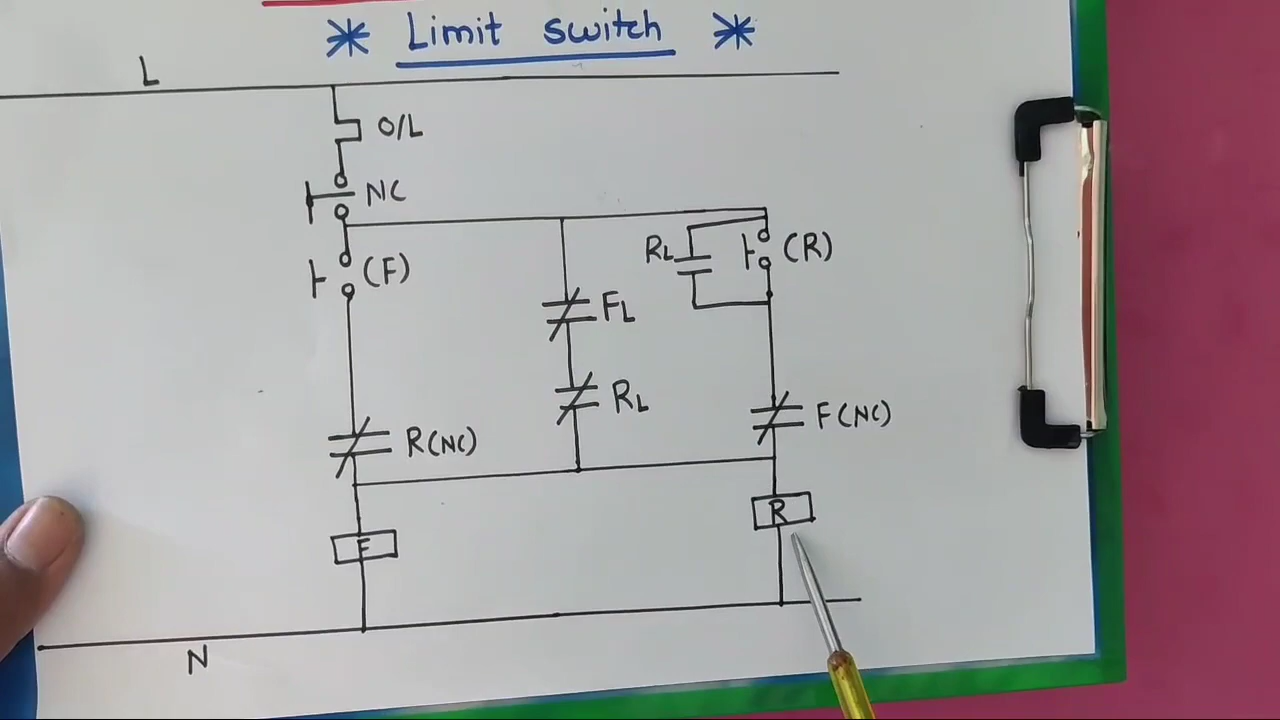 * Limit switch *
L
O/L
NC
(F)
RL
(R)
FL
RL
R(NC)
F(NC)
F
R
N